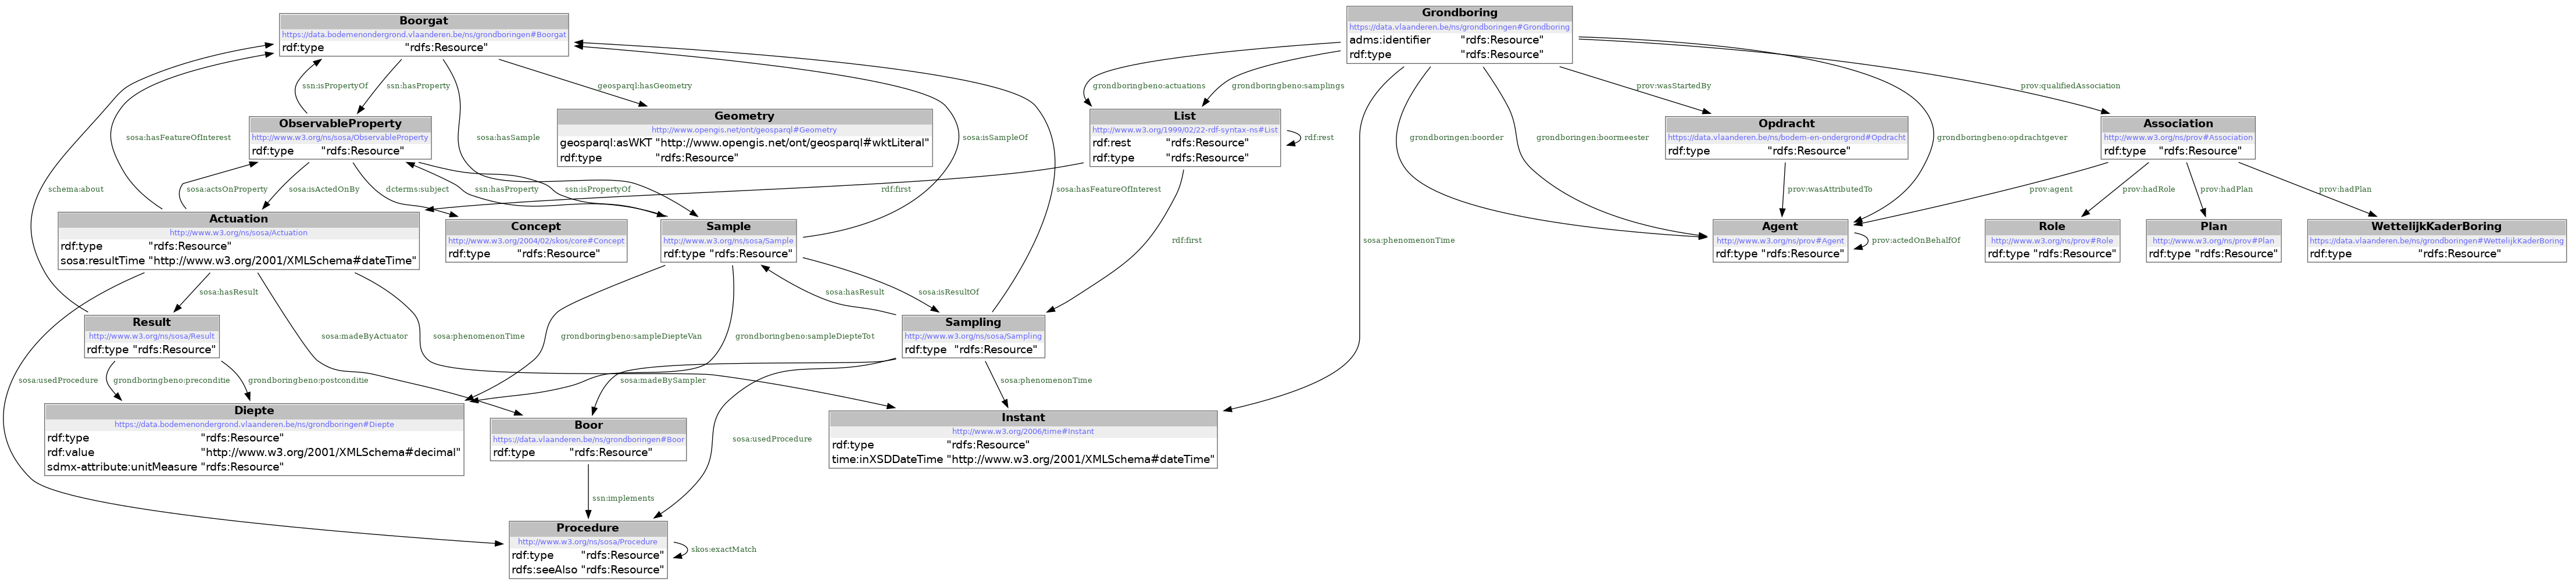 Boorgat
https://data.bodemenondergrond.vlaanderen.be/ns/grondboringen#Boorgat
rdf:type "rdfs:Resource"
Grondboring
https://data.vlaanderen.be/ns/grondboringen#Grondboring
adms:identifier "rdfs:Resource"
rdf:type "rdfs:Resource"
ssn:isPropertyOf
ssn:hasProperty
geosparql:hasGeometry
grondboringbeno:actuations
grondboringbeno:samplings
prov:wasStartedBy
prov:qualifiedAssociation
ObservableProperty
http://www.w3.org/ns/sosa/ObservableProperty
rdf:type "rdfs:Resource"
Geometry
http://www.opengis.net/ont/geosparql#Geometry
geosparql:asWKT "http://www.opengis.net/ont/geosparql#wktLiteral"
rdf:type "rdfs:Resource"
List
http://www.w3.org/1999/02/22-rdf-syntax-ns#List
rdf:rest "rdfs:Resource"
rdf:type "rdfs:Resource"
rdf:rest
Opdracht
https://data.vlaanderen.be/ns/bodem-en-ondergrond#Opdracht
rdf:type "rdfs:Resource"
Association
http://www.w3.org/ns/prov#Association
rdf:type "rdfs:Resource"
sosa:hasFeatureOfInterest
sosa:hasSample
sosa:isSampleOf
grondboringen:boorder
grondboringen:boormeester
grondboringbeno:opdrachtgever
schema:about
sosa:actsOnProperty
sosa:isActedOnBy
dcterms:subject
ssn:hasProperty
ssn:isPropertyOf
rdf:first
sosa:hasFeatureOfInterest
prov:wasAttributedTo
prov:agent
prov:hadRole
prov:hadPlan
prov:hadPlan
Actuation
http://www.w3.org/ns/sosa/Actuation
rdf:type "rdfs:Resource"
sosa:resultTime "http://www.w3.org/2001/XMLSchema#dateTime"
Concept
http://www.w3.org/2004/02/skos/core#Concept
rdf:type "rdfs:Resource"
Sample
http://www.w3.org/ns/sosa/Sample
rdf:type "rdfs:Resource"
rdf:first
sosa:phenomenonTime
Agent
http://www.w3.org/ns/prov#Agent
rdf:type "rdfs:Resource"
prov:actedOnBehalfOf
Role
http://www.w3.org/ns/prov#Role
rdf:type "rdfs:Resource"
Plan
http://www.w3.org/ns/prov#Plan
rdf:type "rdfs:Resource"
WettelijkKaderBoring
https://data.vlaanderen.be/ns/grondboringen#WettelijkKaderBoring
rdf:type "rdfs:Resource"
sosa:hasResult
sosa:hasResult
sosa:isResultOf
Result
http://www.w3.org/ns/sosa/Result
rdf:type "rdfs:Resource"
sosa:madeByActuator
sosa:phenomenonTime
grondboringbeno:sampleDiepteVan
grondboringbeno:sampleDiepteTot
Sampling
http://www.w3.org/ns/sosa/Sampling
rdf:type "rdfs:Resource"
sosa:usedProcedure
grondboringbeno:preconditie
grondboringbeno:postconditie
sosa:madeBySampler
sosa:phenomenonTime
Diepte
https://data.bodemenondergrond.vlaanderen.be/ns/grondboringen#Diepte
rdf:type "rdfs:Resource"
rdf:value "http://www.w3.org/2001/XMLSchema#decimal"
sdmx-attribute:unitMeasure "rdfs:Resource"
Boor
https://data.vlaanderen.be/ns/grondboringen#Boor
rdf:type "rdfs:Resource"
sosa:usedProcedure
Instant
http://www.w3.org/2006/time#Instant
rdf:type "rdfs:Resource"
time:inXSDDateTime "http://www.w3.org/2001/XMLSchema#dateTime"
ssn:implements
Procedure
http://www.w3.org/ns/sosa/Procedure
rdf:type "rdfs:Resource"
rdfs:seeAlso "rdfs:Resource"
skos:exactMatch